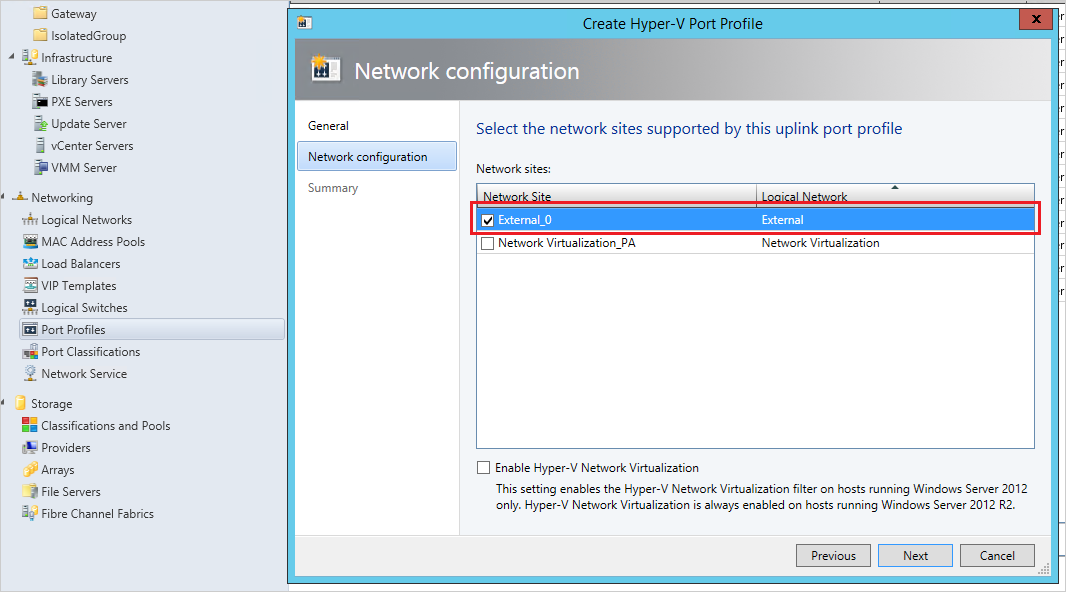 Gateway
IsolatedGroup
Infrastructure
Library Servers
PXE Servers
Update Server
vCenter Servers
VMM Server
Networking
Logical Networks
MAC Address Pools
Load Balancers
VIP Templates
Logical Switches
Port Profiles
Port Classifications
Network Service
Storage
Classifications and Pools
Providers
Arrays
File Servers
Fibre Channel Fabrics
Create Hyper-V Port Profile
x
Network configuration
General
Network configuration
Summary
Select the network sites supported by this uplink port profile
Network sites:
Network Site Logical Network
External_0 External
Network Virtualization_PA Network Virtualization
Enable Hyper-V Network Virtualization
This setting enables the Hyper-V Network Virtualization filter on hosts running Windows Server 2012
only. Hyper-V Network Virtualization is always enabled on hosts running Windows Server 2012 R2.
Previous Next Cancel